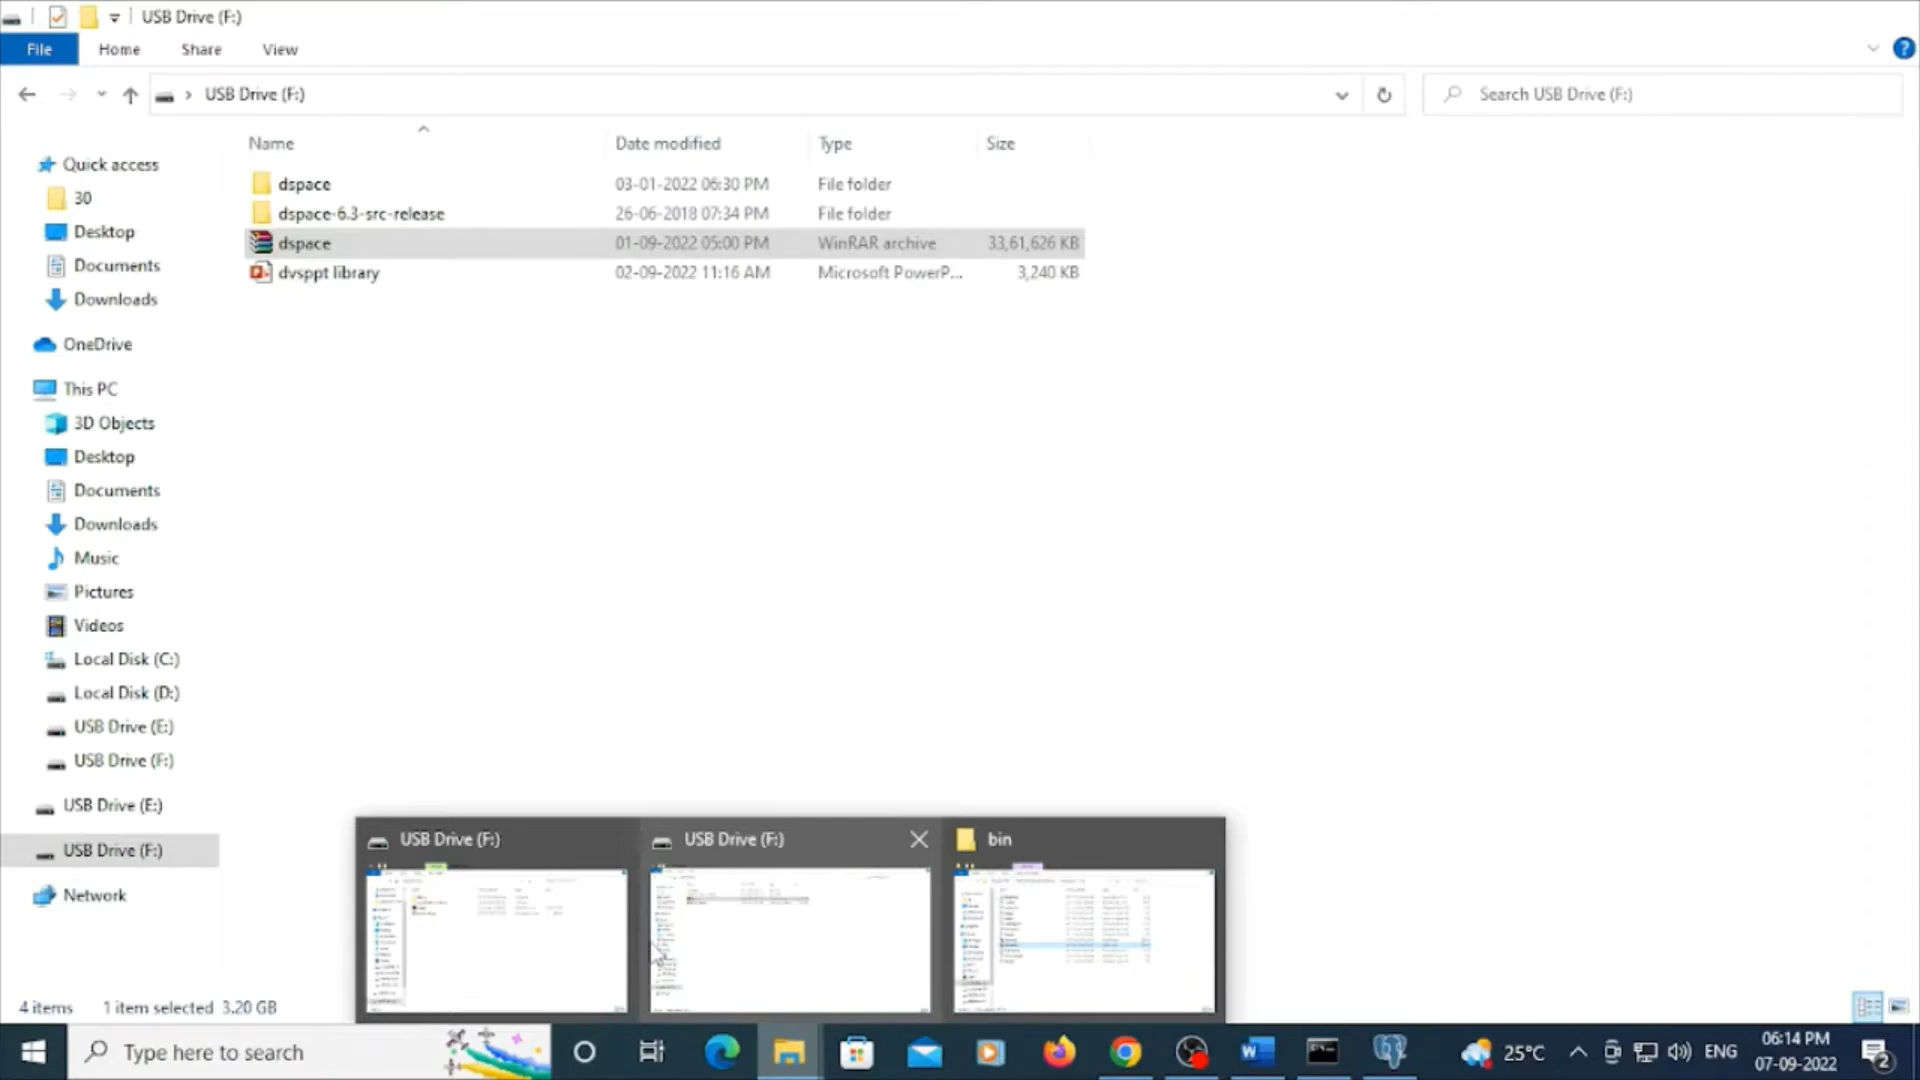 USB Drive (F:)
File Home Share View
USB Drive (F:)
Search USB Drive (F:)
Name Date modified Type Size
dspace 03-01-2022 06:30 PM File folder
dspace-6.3-src-release 26-06-2018 07:34 PM File folder
dspace 01-09-2022 05:00 PM WinRAR archive 33,61,626 KB
dvsppt library 02-09-2022 11:16 AM Microsoft PowerP... 3,240 KB
Quick access
30
Desktop
Documents
Downloads
OneDrive
This PC
3D Objects
Desktop
Documents
Downloads
Music
Pictures
Videos
Local Disk (C:)
Local Disk (D:)
USB Drive (E:)
USB Drive (F:)
USB Drive (E:)
USB Drive (F:)
Network
USB Drive (F:) USB Drive (F:) bin
4 items 1 item selected 3.20 GB
Type here to search
25°C ENG
06:14 PM
07-09-2022
2